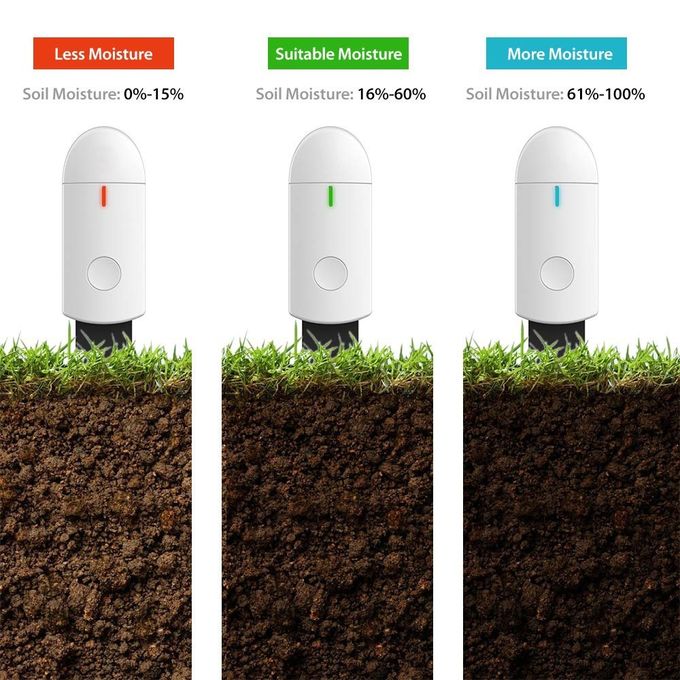 Less Moisture
Soil Moisture: 0%-15%
Suitable Moisture
Soil Moisture: 16%-60%
More Moisture
Soil Moisture: 61%-100%